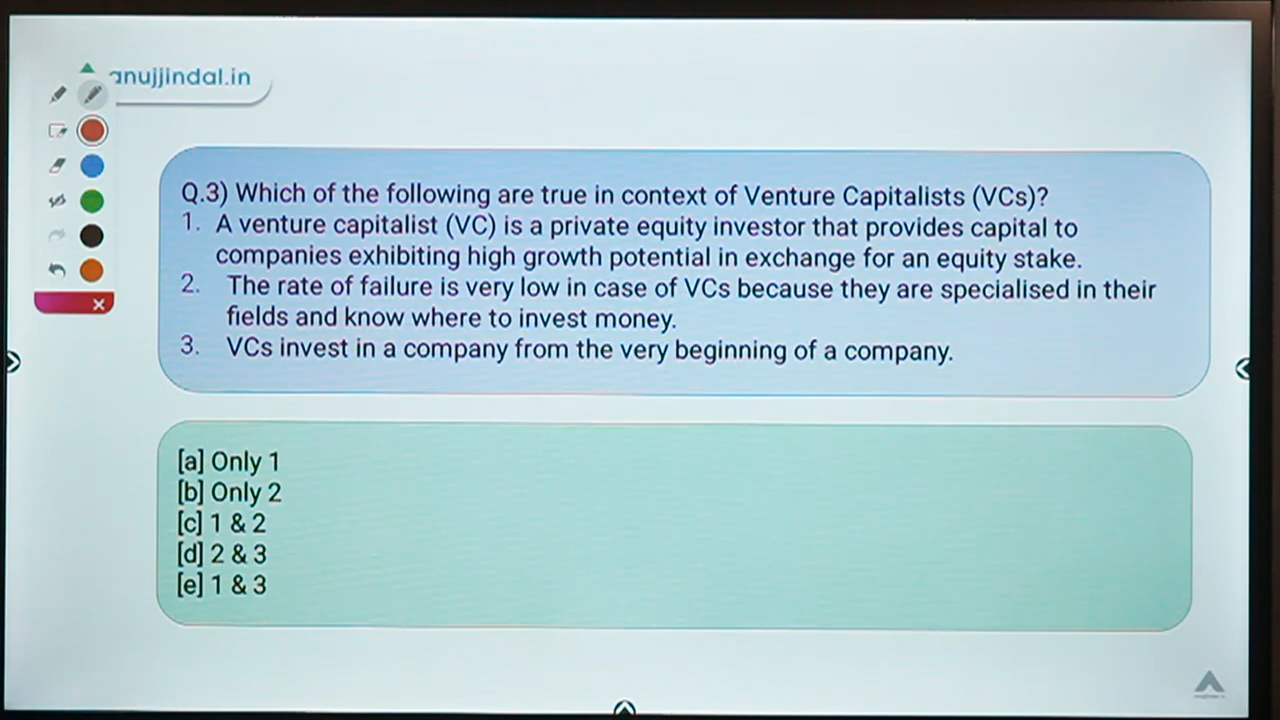 anujjindal.in
Q.3) Which of the following are true in context of Venture Capitalists (VCs)?
1. A venture capitalist (VC) is a private equity investor that provides capital to
companies exhibiting high growth potential in exchange for an equity stake.
2. The rate of failure is very low in case of VCs because they are specialised in their
fields and know where to invest money.
3. VCs invest in a company from the very beginning of a company.
[a] Only 1
[b] Only 2
[c] 1 & 2
[d] 2 & 3
[e] 1 & 3